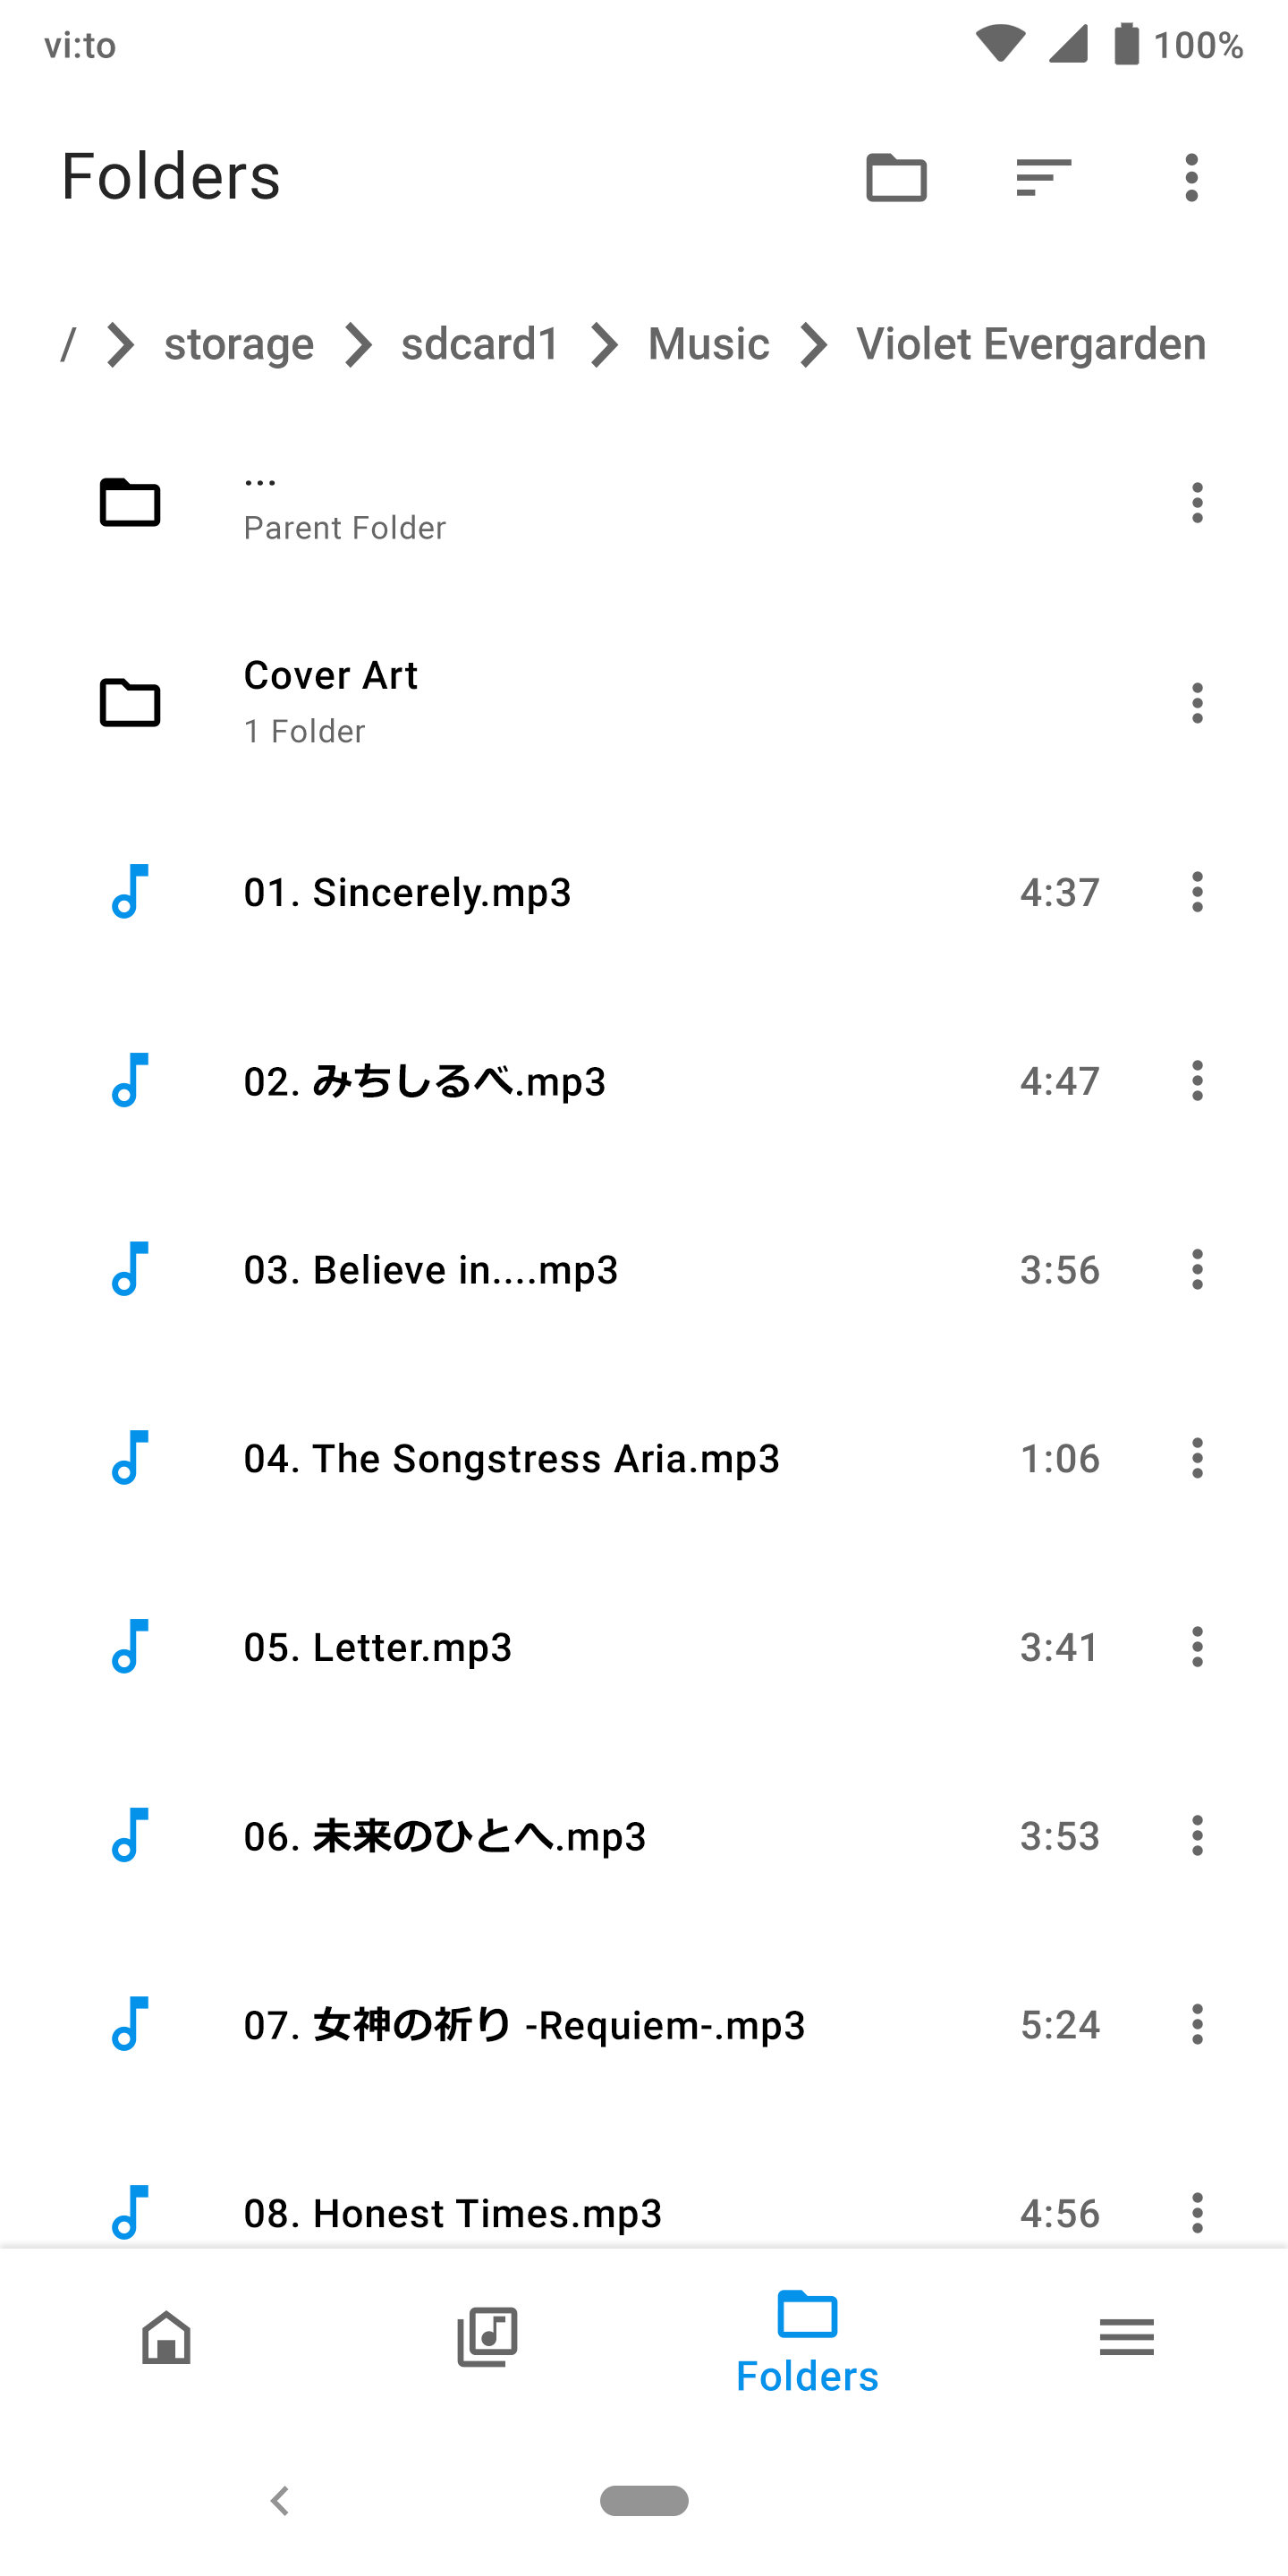 vi:to 100%
Folders
/ storage sdcard1 Music Violet Evergarden
...
Parent Folder
Cover Art
1 Folder
01. Sincerely.mp3 4:37
02. みちしるべ.mp3 4:47
03. Believe in....mp3 3:56
04. The Songstress Aria.mp3 1:06
05. Letter.mp3 3:41
06. 未来のひとへ.mp3 3:53
07. 女神の祈り -Requiem-.mp3 5:24
08. Honest Times.mp3 4:56
Folders